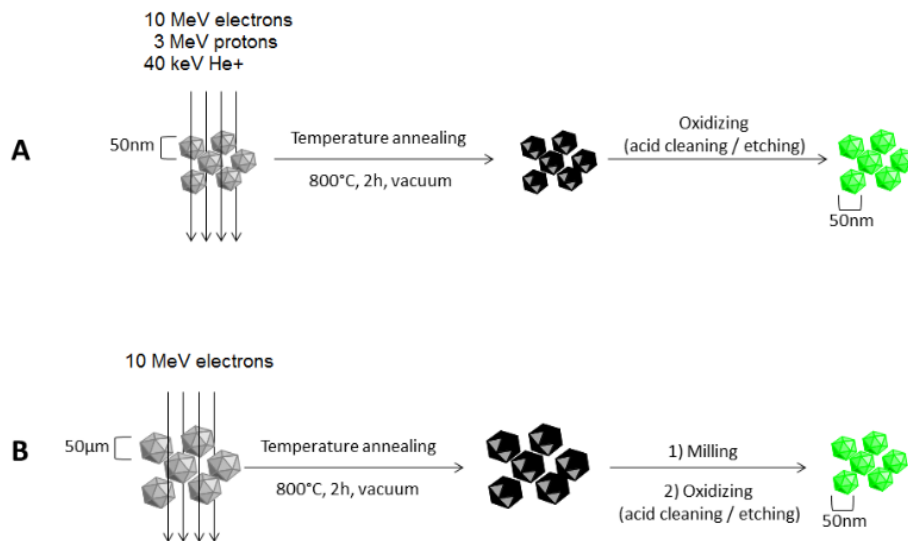 10 MeV electrons
3 MeV protons
40 keV He+
A
50nm
Temperature annealing
800°C, 2h, vacuum
Oxidizing
(acid cleaning / etching)
50nm
10 MeV electrons
B
50µm
Temperature annealing
800°C, 2h, vacuum
1) Milling
2) Oxidizing
(acid cleaning / etching)
50nm